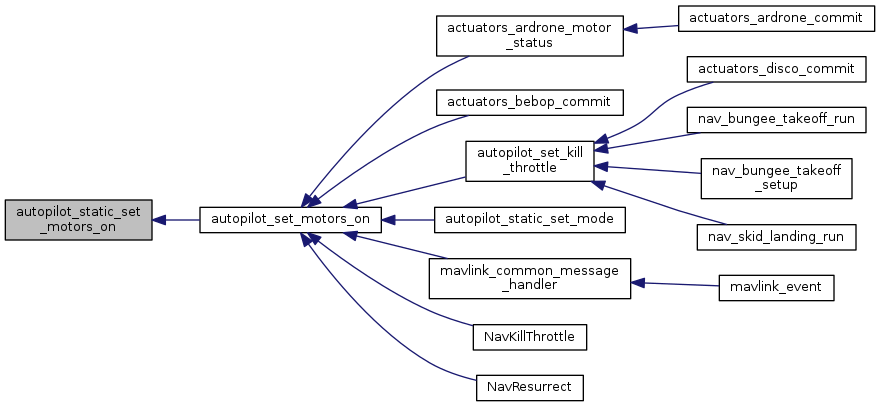 actuators_ardrone_motor
_status
actuators_ardrone_commit
actuators_disco_commit
actuators_bebop_commit
nav_bungee_takeoff_run
autopilot_set_kill
_throttle
nav_bungee_takeoff
_setup
autopilot_static_set
_motors_on
autopilot_set_motors_on
autopilot_static_set_mode
nav_skid_landing_run
mavlink_common_message
_handler
mavlink_event
NavKillThrottle
NavResurrect